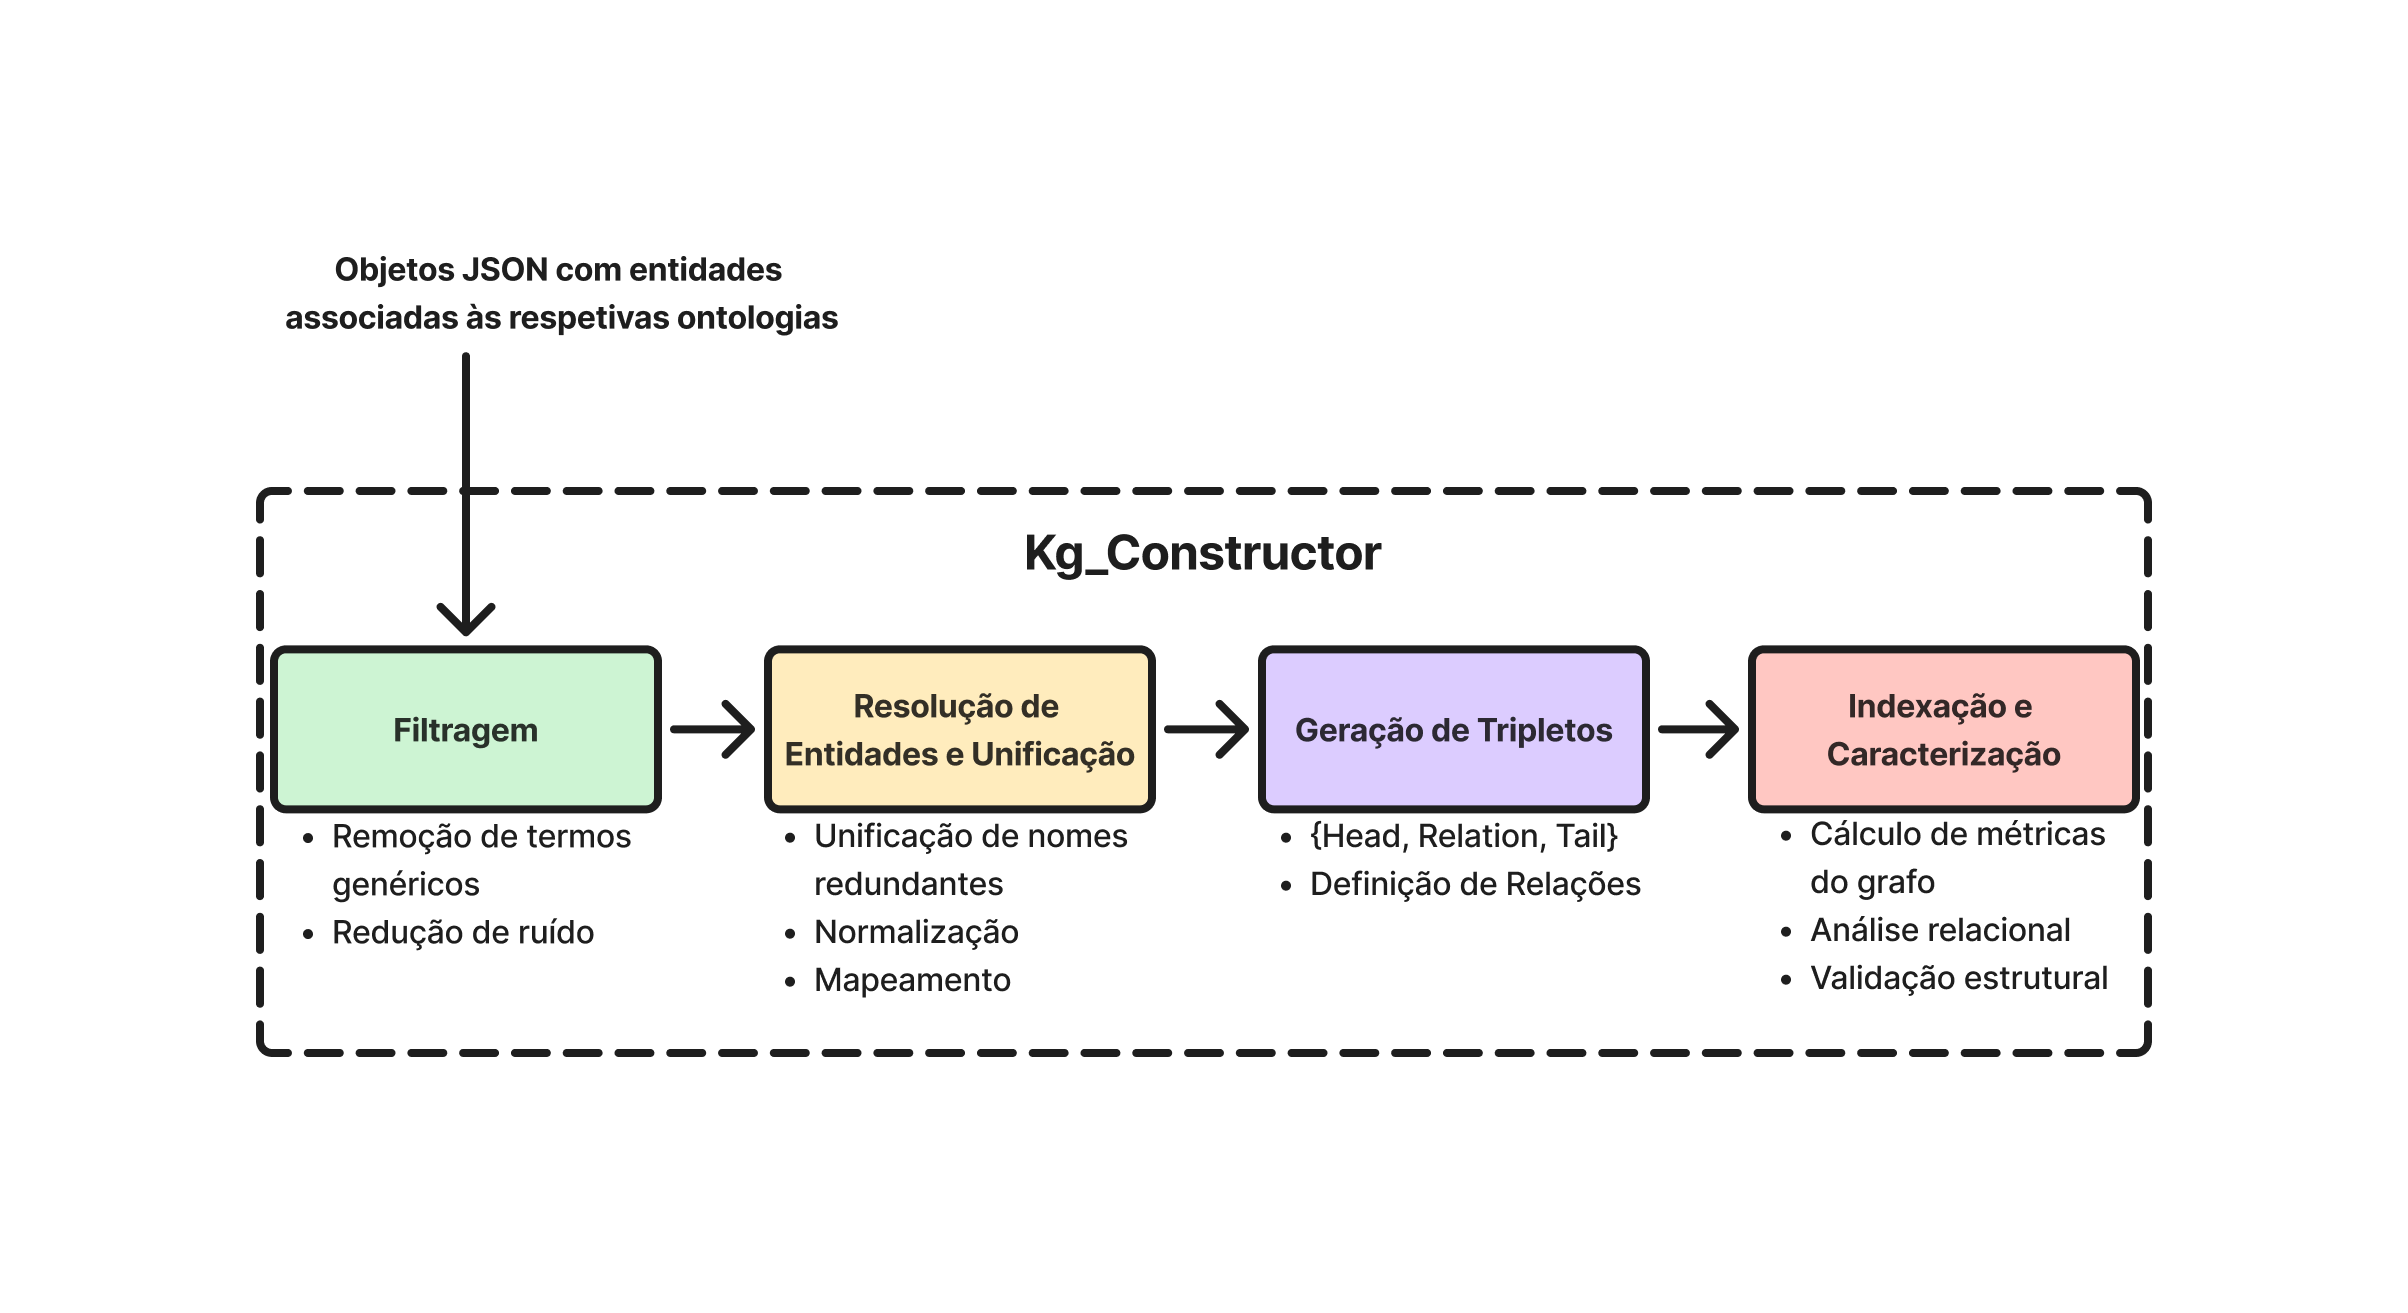 Objetos JSON com entidades
associadas às respetivas ontologias
Kg_Constructor
Filtragem
• Remoção de termos
genéricos
• Redução de ruído
Resolução de
Entidades e Unificação
• Unificação de nomes
redundantes
• Normalização
• Mapeamento
Geração de Tripletos
• {Head, Relation, Tail}
• Definição de Relações
Indexação e
Caracterização
• Cálculo de métricas
do grafo
• Análise relacional
• Validação estrutural